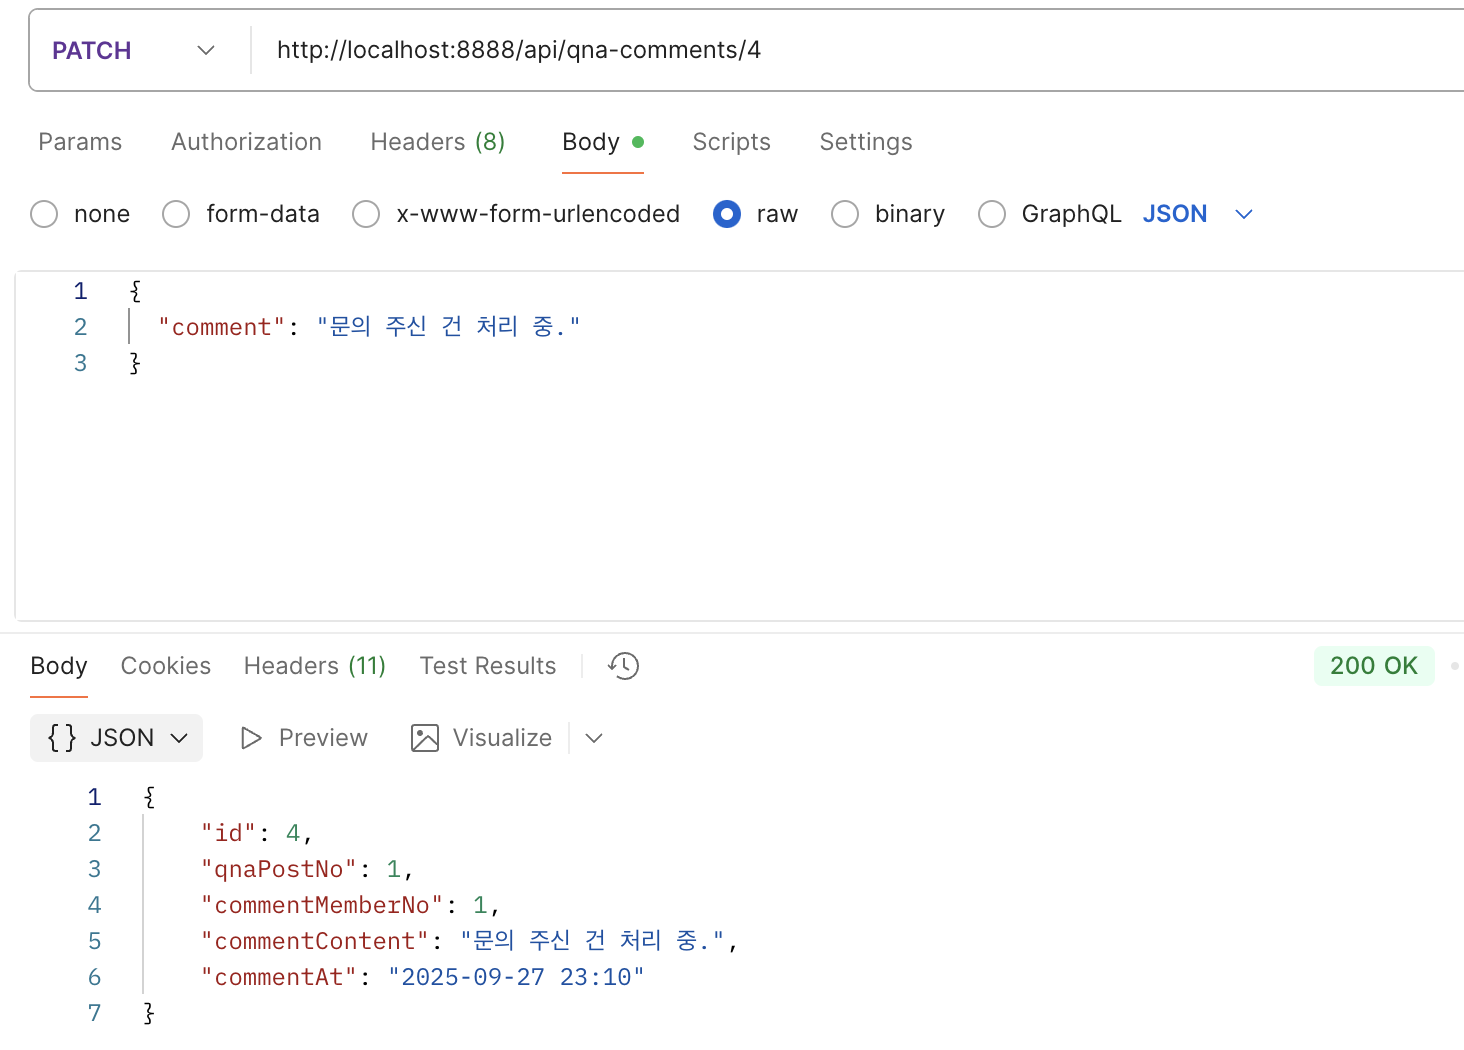 PATCH http://localhost:8888/api/qna-comments/4
Params Authorization Headers (8) Body Scripts Settings
none form-data x-www-form-urlencoded raw binary GraphQL JSON
1 {
2 "comment": "문의 주신 건 처리 중."
3 }
Body Cookies Headers (11) Test Results 200 OK
{} JSON Preview Visualize
1 {
2 "id": 4,
3 "qnaPostNo": 1,
4 "commentMemberNo": 1,
5 "commentContent": "문의 주신 건 처리 중.",
6 "commentAt": "2025-09-27 23:10"
7 }